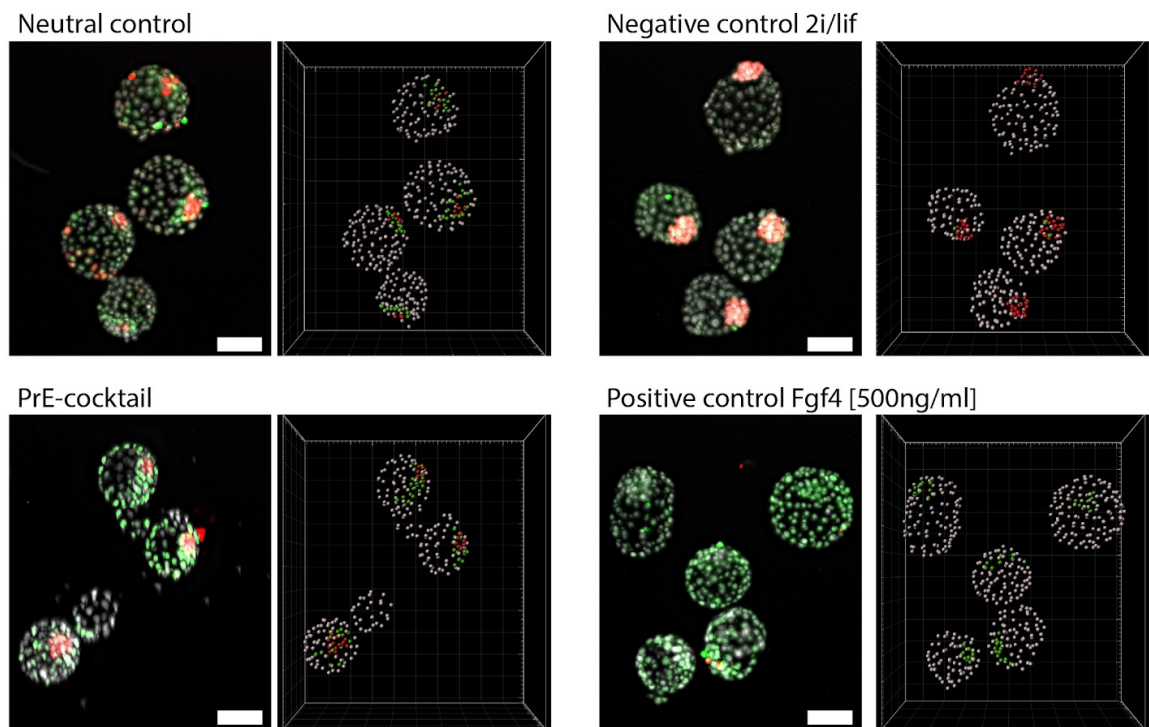 Neutral control
Negative control 2i/lif
PrE-cocktail
Positive control Fgf4 [500ng/ml]